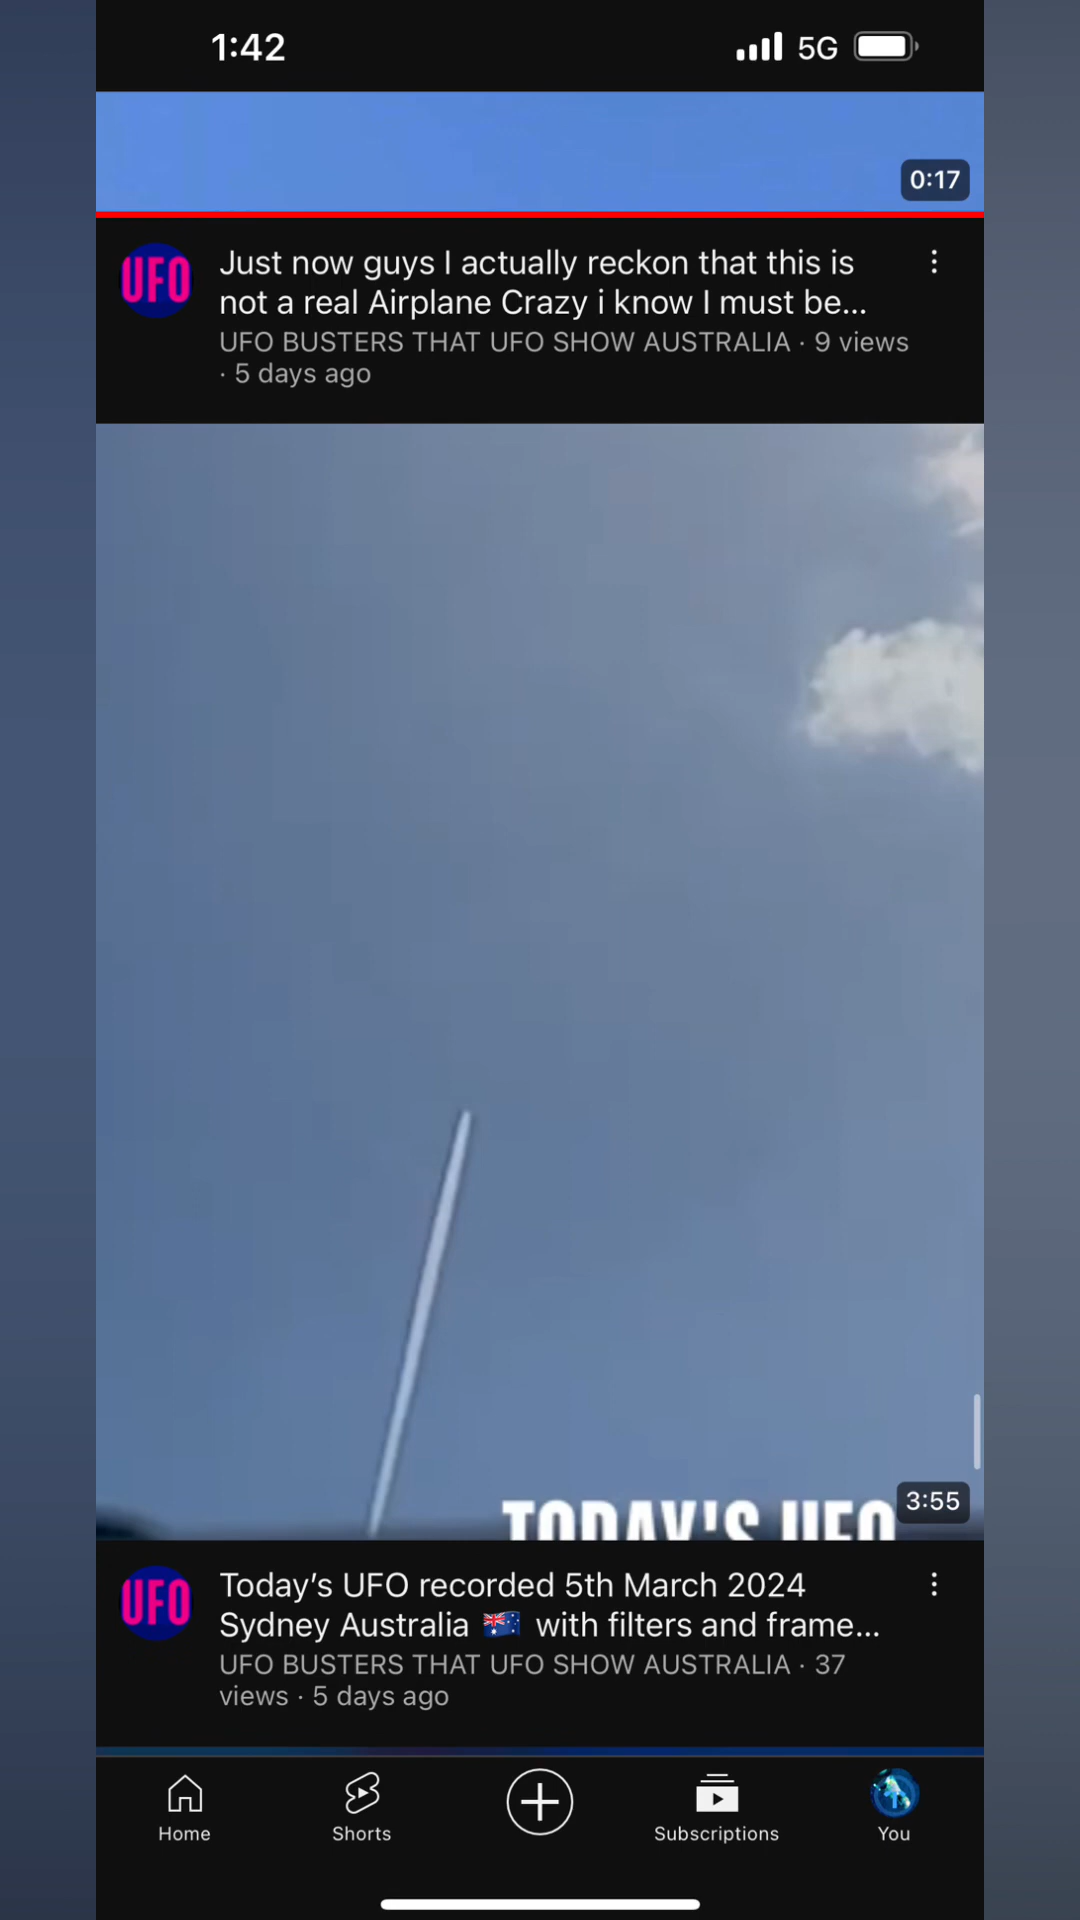 1:42
5G
0:17
UFO
Just now guys I actually reckon that this is
not a real Airplane Crazy i know I must be...
UFO BUSTERS THAT UFO SHOW AUSTRALIA · 9 views
· 5 days ago
TODAY'S UFO
3:55
UFO
Today’s UFO recorded 5th March 2024
Sydney Australia 🇦🇺 with filters and frame...
UFO BUSTERS THAT UFO SHOW AUSTRALIA · 37
views · 5 days ago
Home
Shorts
Subscriptions
You